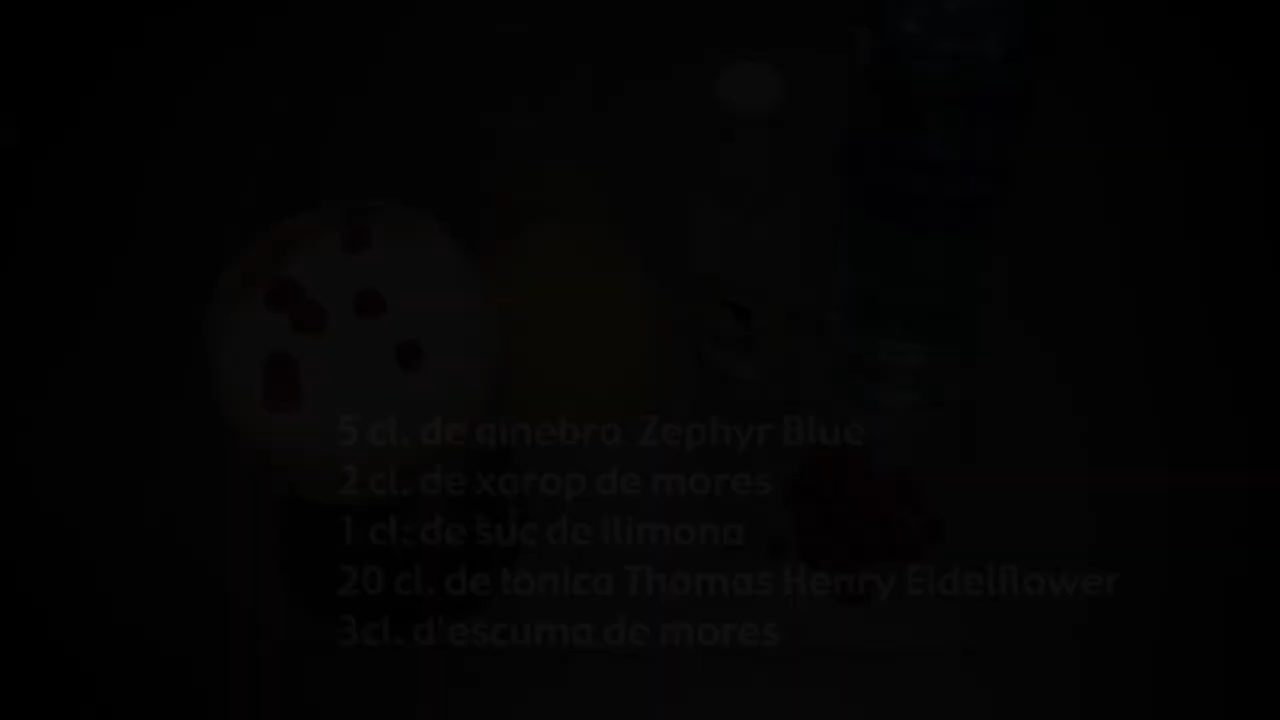 5 cl. de ginebra Zephyr Blue
2 cl. de xarop de mores
1 cl. de suc de llimona
20 cl. de tònica Thomas Henry Eldelflower
3cl. d'escuma de mores